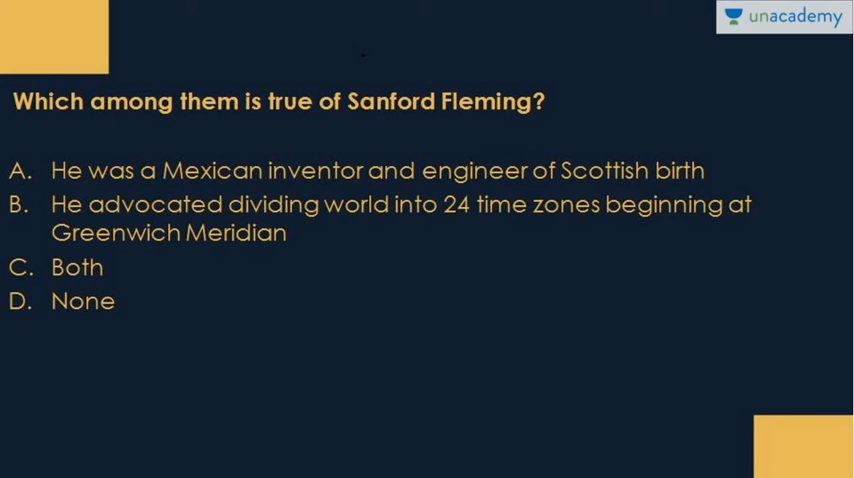 unacademy
Which among them is true of Sanford Fleming?
A. He was a Mexican inventor and engineer of Scottish birth
B. He advocated dividing world into 24 time zones beginning at
Greenwich Meridian
C. Both
D. None